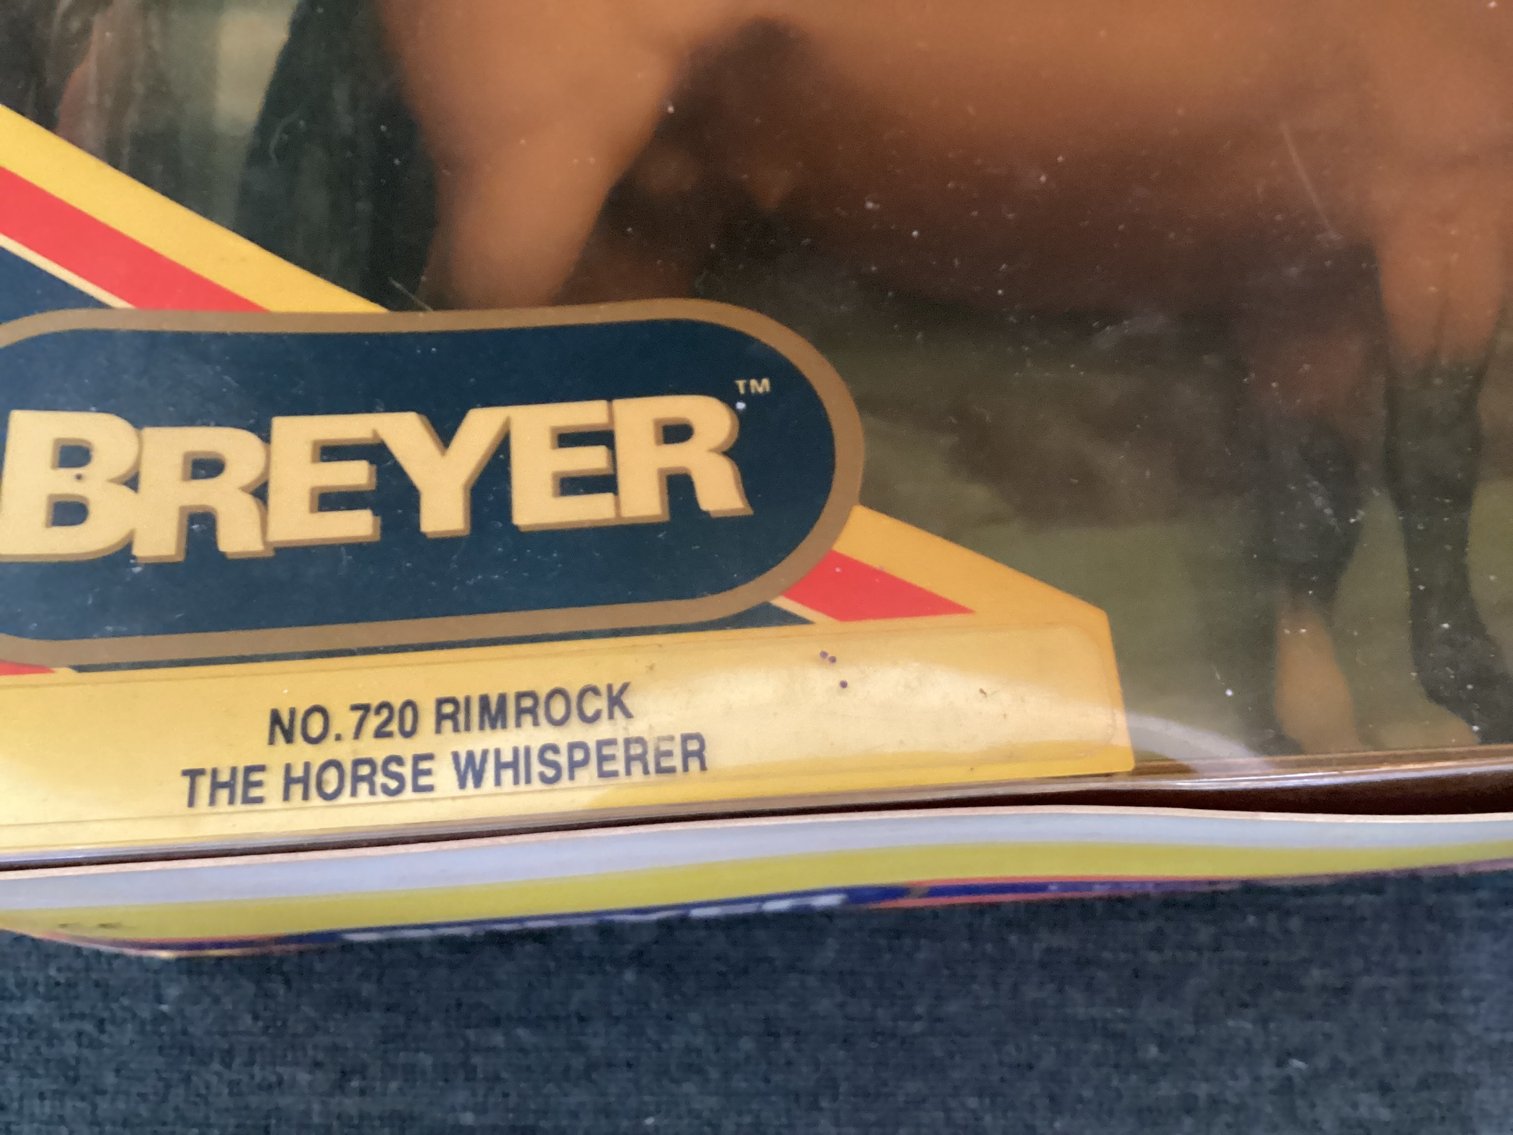 BREYER™
NO.720 RIMROCK
THE HORSE WHISPERER